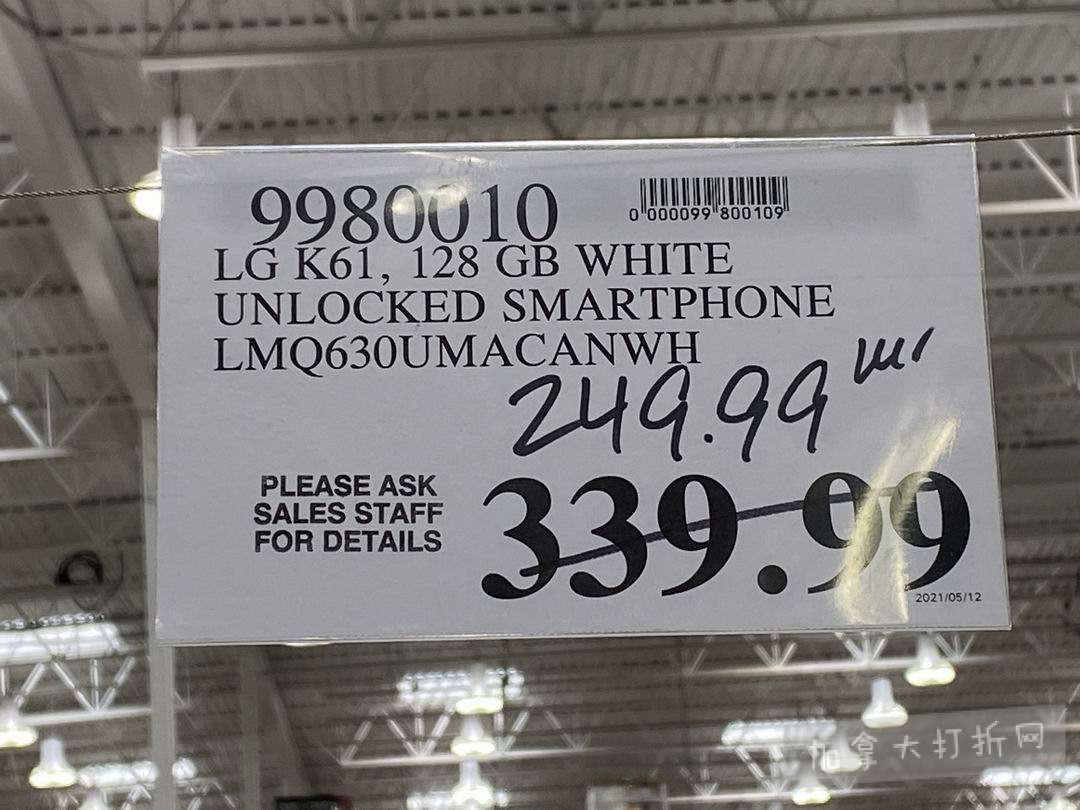 9980010
0 000099 800109
LG K61, 128 GB WHITE
UNLOCKED SMARTPHONE
LMQ630UMACANWH
249.99
PLEASE ASK
SALES STAFF
FOR DETAILS
339.99
2021/05/12
加拿大打折网